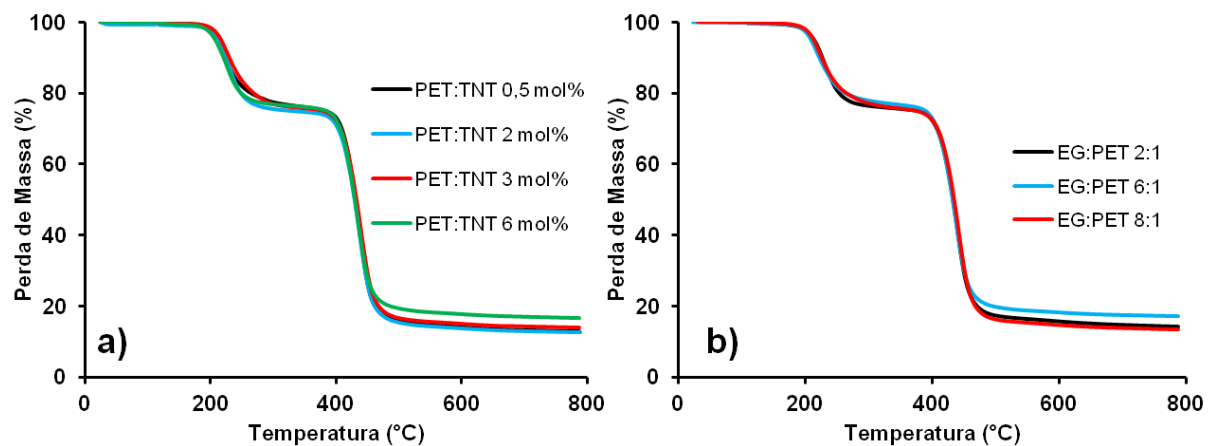 100
80
60
40
20
0
Perda de Massa (%)
PET:TNT 0,5 mol%
PET:TNT 2 mol%
PET:TNT 3 mol%
PET:TNT 6 mol%
a)
0
200
400
600
800
Temperatura (°C)
100
80
60
40
20
0
Perda de Massa (%)
EG:PET 2:1
EG:PET 6:1
EG:PET 8:1
b)
0
200
400
600
800
Temperatura (°C)